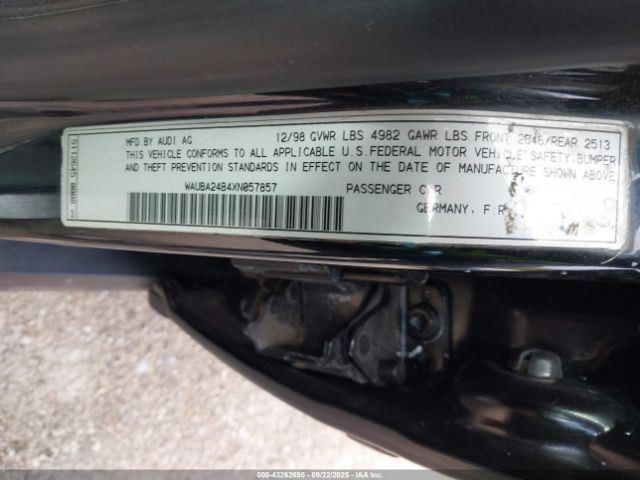 MFD.BY AUDI AG 12/98 GVWR LBS 4982 GAWR LBS FRONT 2646/REAR 2513
THIS VEHICLE CONFORMS TO ALL APPLICABLE U.S.FEDERAL MOTOR VEHICLE SAFETY,BUMPER
AND THEFT PREVENTION STANDARDS IN EFFECT ON THE DATE OF MANUFACTURE SHOWN ABOVE
WAUBA24B4XN057857 PASSENGER CAR
GERMANY, F.R
5112645
000-43262695 - 09/22/2025 - IAA Inc.